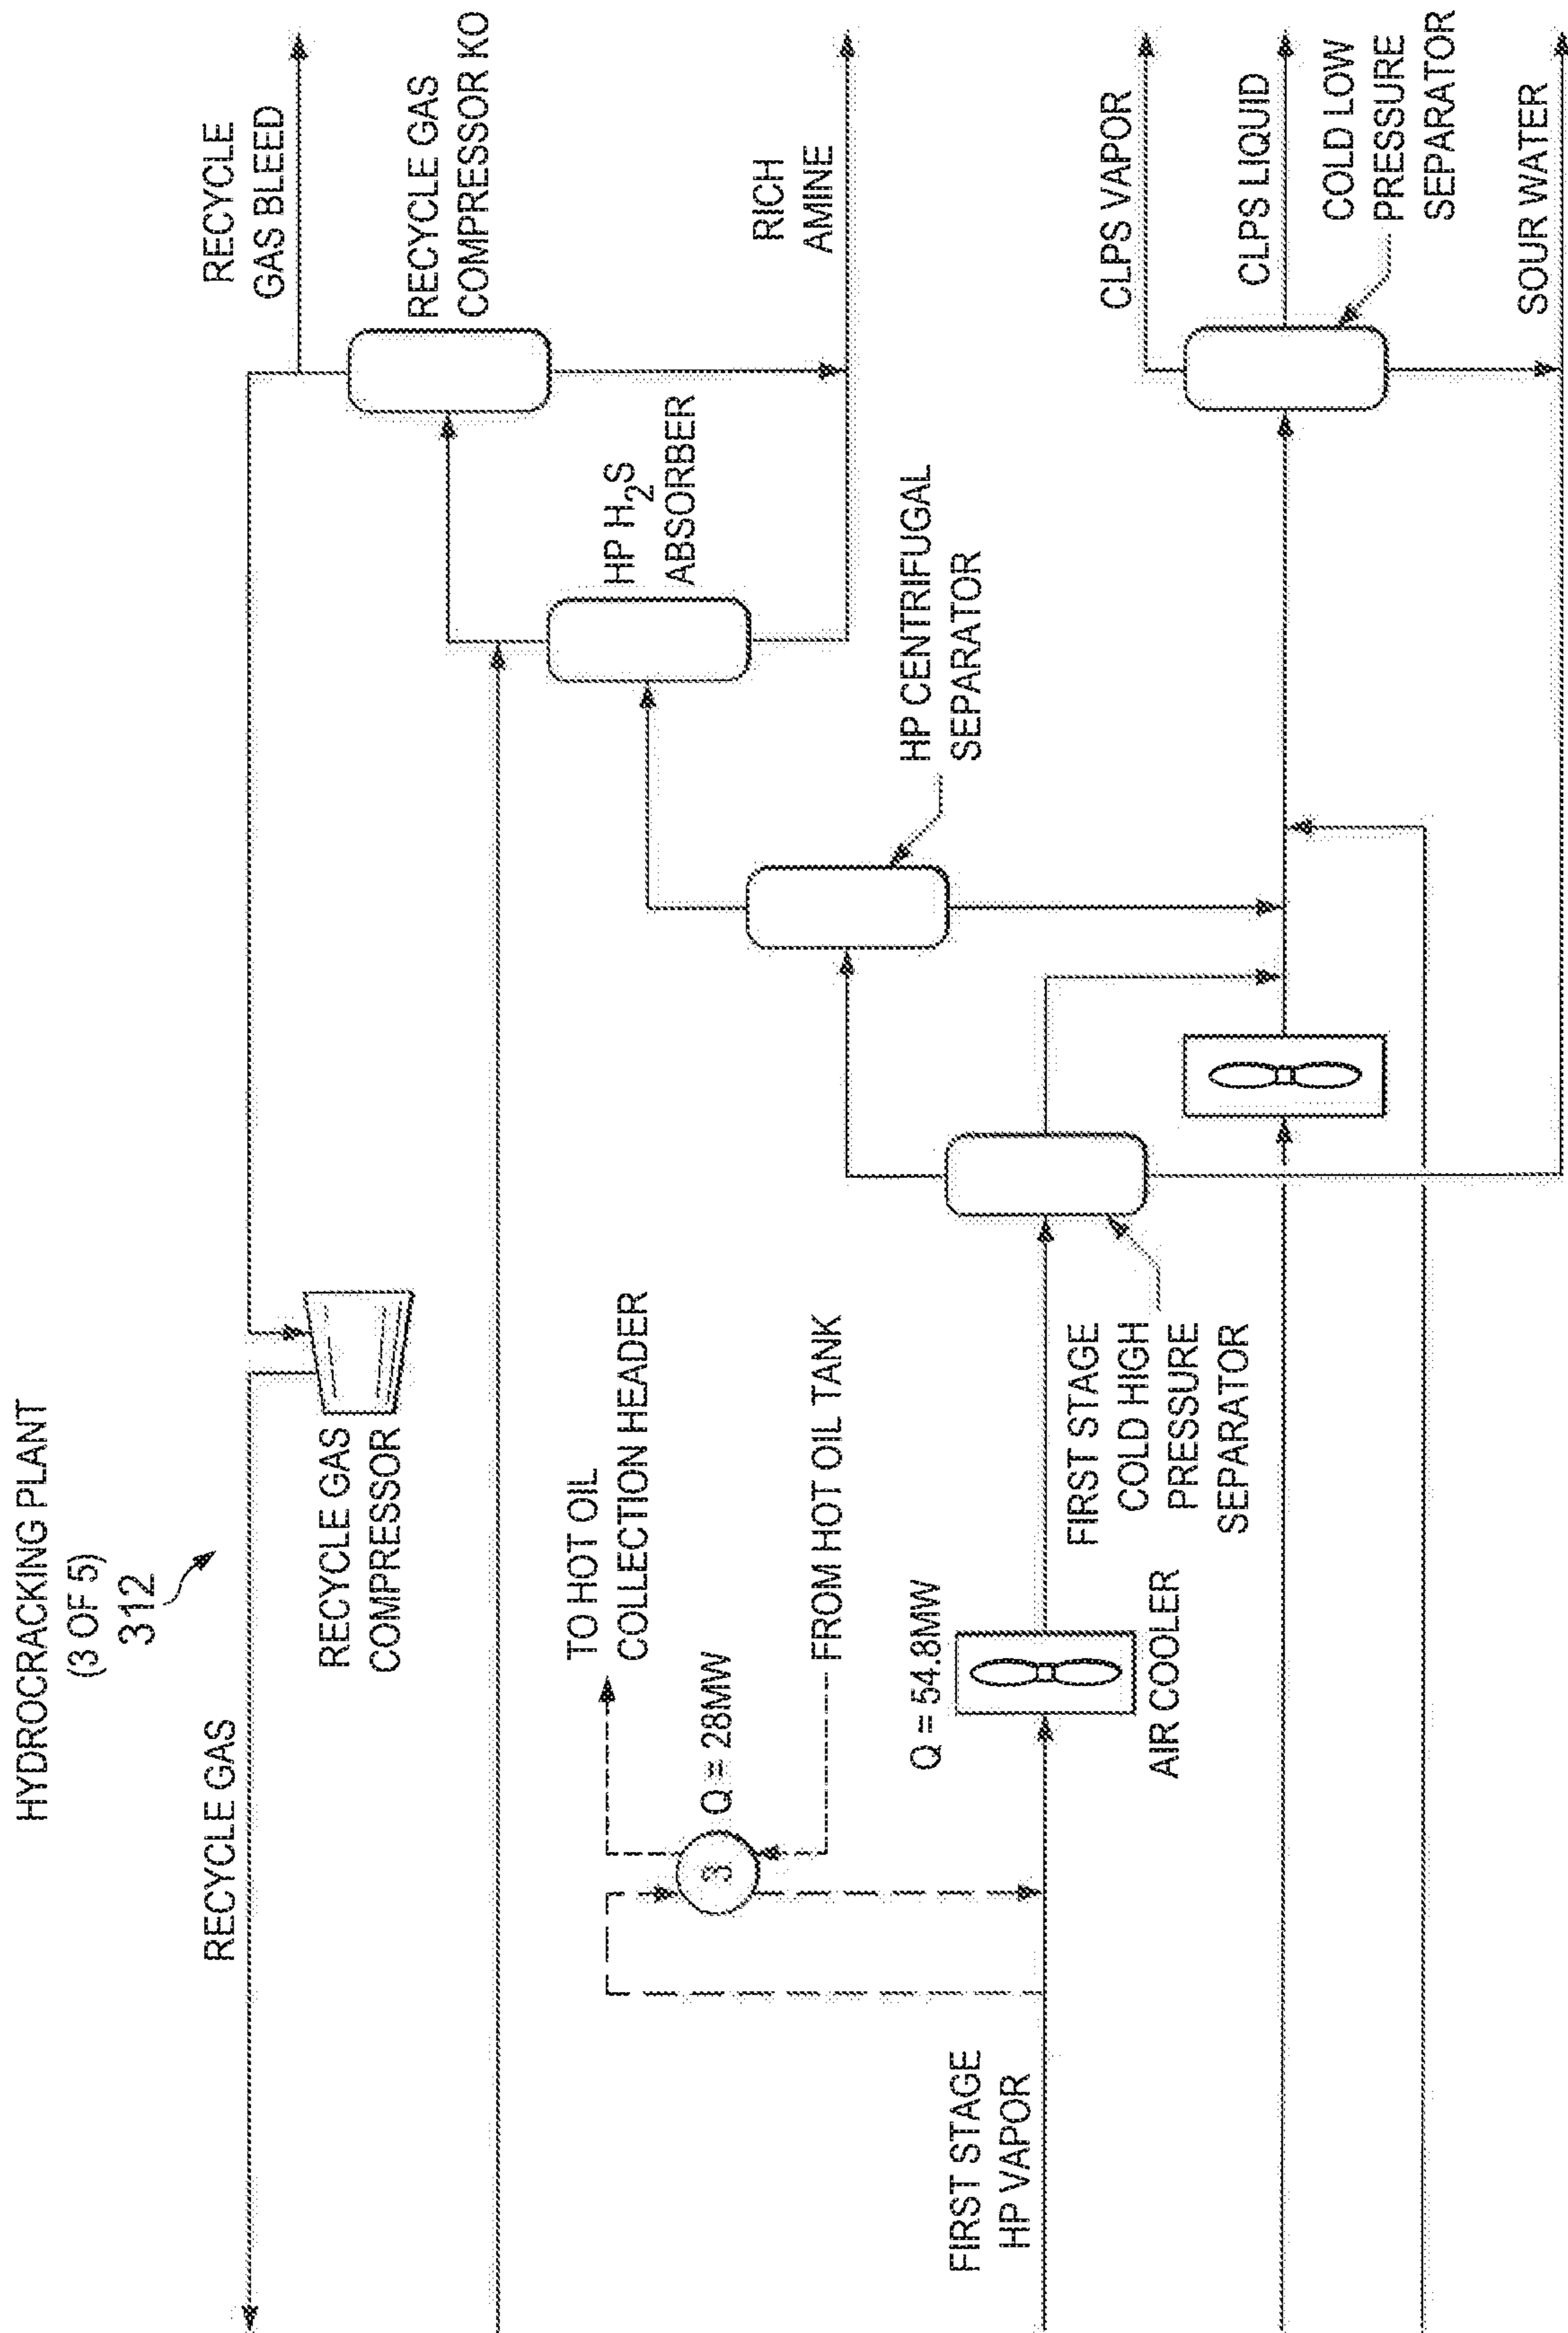 HYDROCRACKING PLANT
(3 OF 5)
312
RECYCLE GAS
RECYCLE GAS
COMPRESSOR
RECYCLE
GAS BLEED
RECYCLE GAS
COMPRESSOR KO
TO HOT OIL
COLLECTION HEADER
3
Q = 28MW
FROM HOT OIL TANK
HP H2S
ABSORBER
RICH
AMINE
HP CENTRIFUGAL
SEPARATOR
FIRST STAGE
HP VAPOR
Q = 54.8MW
AIR COOLER
FIRST STAGE
COLD HIGH
PRESSURE
SEPARATOR
CLPS VAPOR
CLPS LIQUID
COLD LOW
PRESSURE
SEPARATOR
SOUR WATER